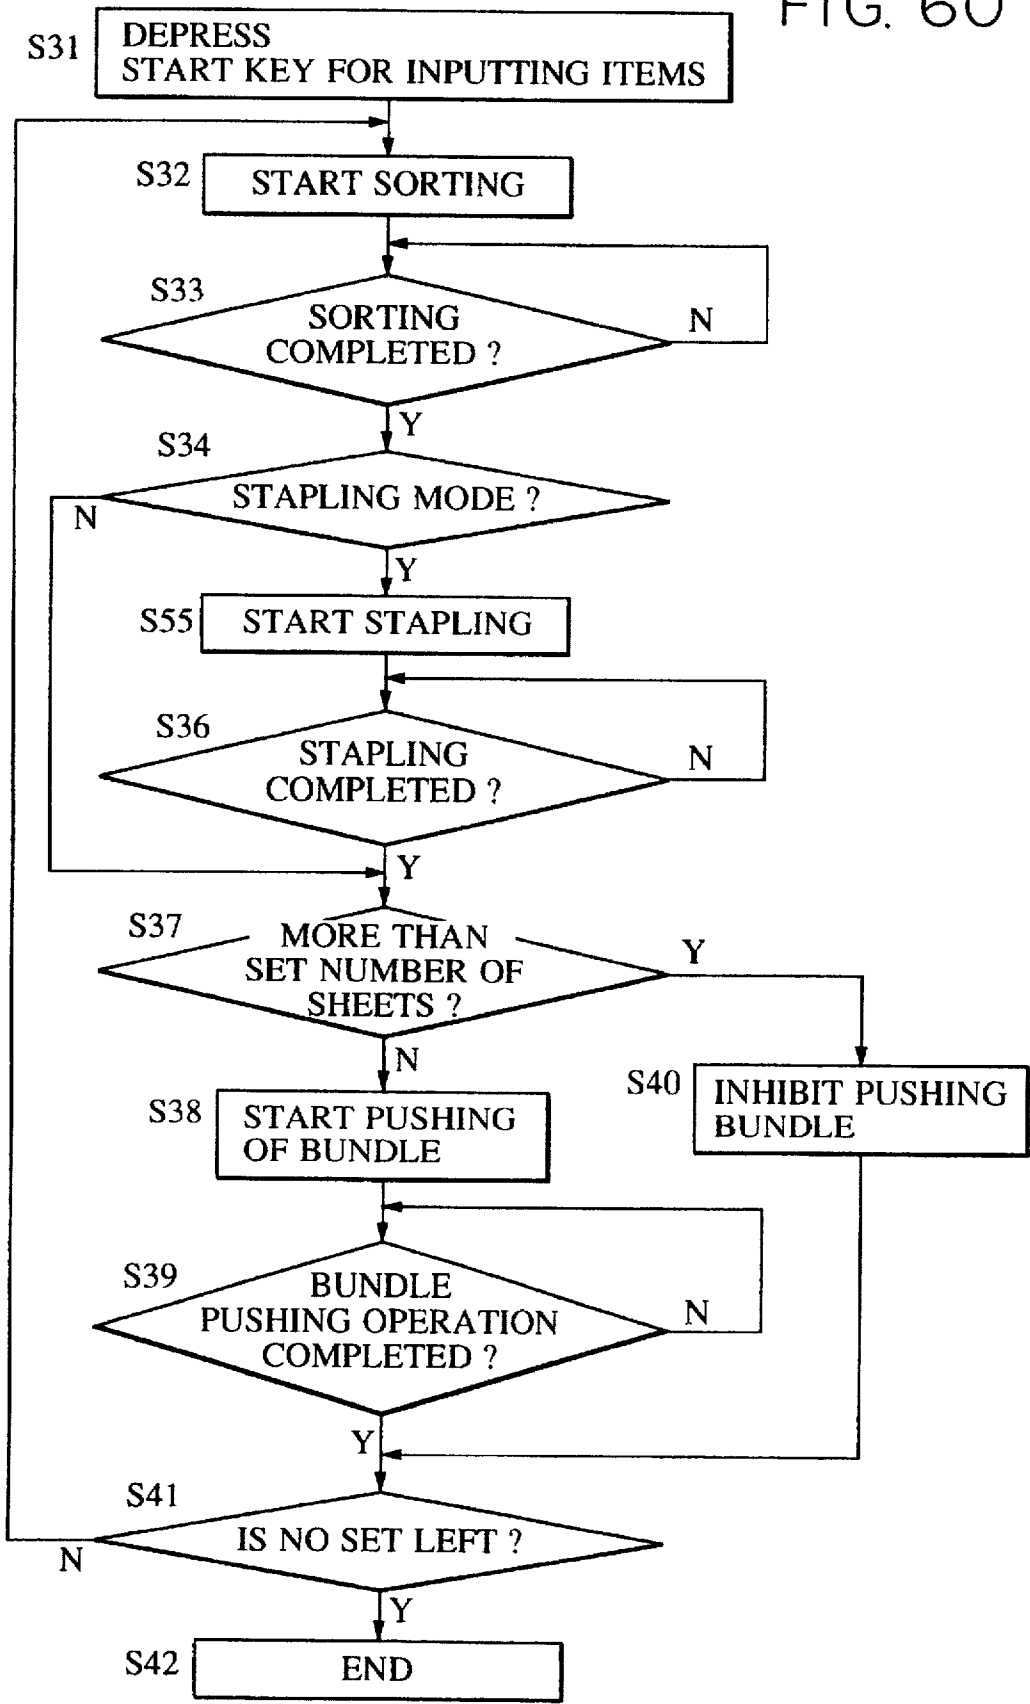 FIG. 60
S31
DEPRESS
START KEY FOR INPUTTING ITEMS
S32
START SORTING
S33
SORTING
COMPLETED ?
N
Y
S34
STAPLING MODE ?
N
Y
S55
START STAPLING
S36
STAPLING
COMPLETED ?
N
Y
S37
MORE THAN
SET NUMBER OF
SHEETS ?
Y
N
S38
START PUSHING
OF BUNDLE
S40
INHIBIT PUSHING
BUNDLE
S39
BUNDLE
PUSHING OPERATION
COMPLETED ?
N
Y
S41
IS NO SET LEFT ?
N
Y
S42
END